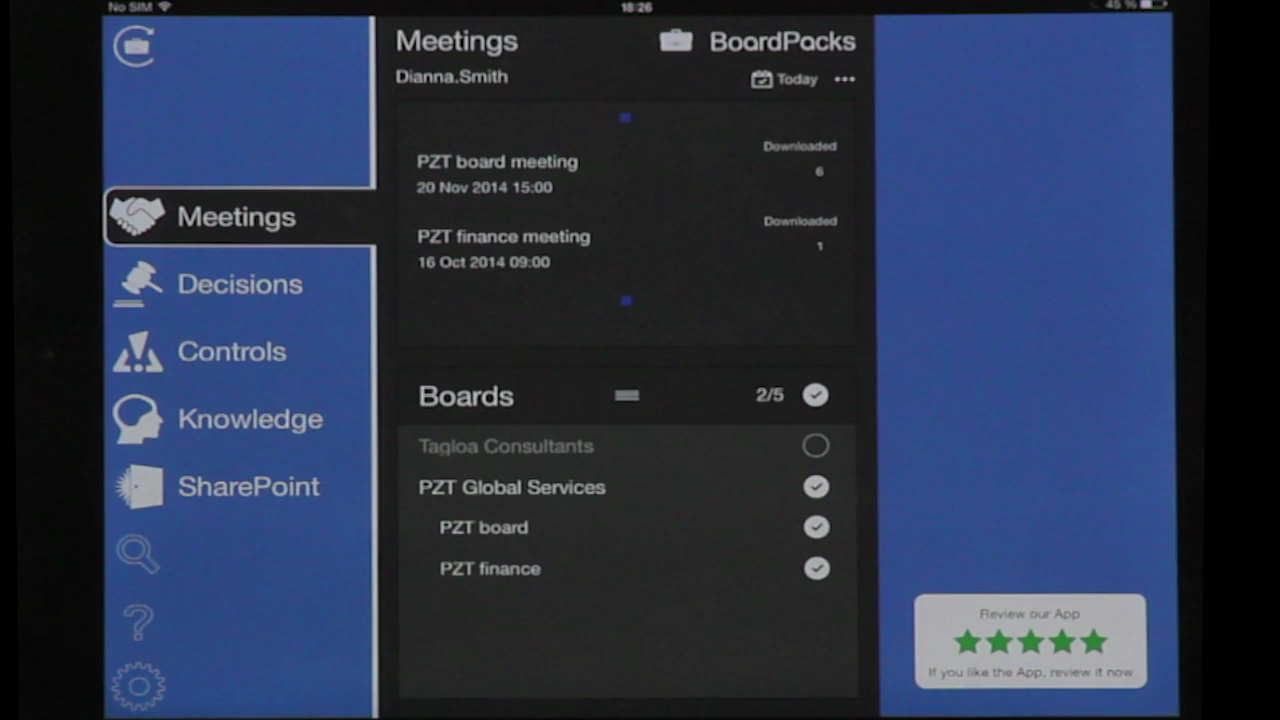 No SIM 18:26 45 %
Meetings BoardPacks
Dianna.Smith Today
Downloaded
PZT board meeting 6
20 Nov 2014 15:00
Downloaded
PZT finance meeting 1
16 Oct 2014 09:00
Meetings
Decisions
Controls
Knowledge
SharePoint
?
Boards 2/5
Tagloa Consultants
PZT Global Services
PZT board
PZT finance
Review our App
If you like the App, review it now